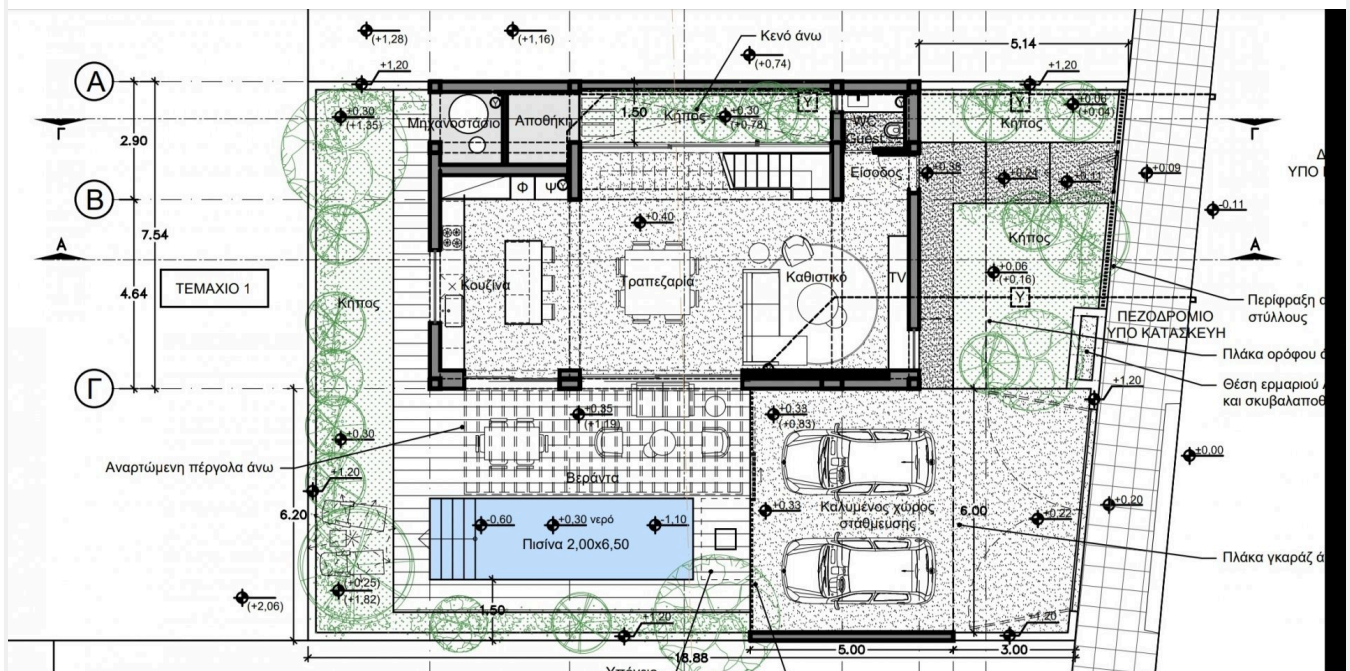 Κενό άνω
(+1,28)
(+1,16)
(+0,74)
5.14
+1,20
+1,20
Α
+0.30
(+1,35)
1.50
Κήπος
+0.30
(+0,78)
Υ
Υ
+0,06
(+0,04)
Γ
Μηχανοστάσιο
Αποθήκη
WC
Guest
Κήπος
Γ
2.90
Είσοδος
+0,24
+0,09
ΥΠΟ
Φ
Ψ
Β
-0.11
+0,40
7.54
Α
Κήπος
Α
ΤΕΜΑΧΙΟ 1
Κουζίνα
Τραπεζαρία
Καθιστικό
TV
+0,06
(+0,16)
4.64
Κήπος
Υ
Περίφραξη
στύλλους
ΠΕΖΟΔΡΟΜΙΟ
ΥΠΟ ΚΑΤΑΣΚΕΥΗ
Πλάκα ορόφου
Γ
+1,20
Θέση ερμαριού
και σκυβαλαποθ
+0,35
(+1,19)
+0,33
(+0,83)
+0,30
+0,00
Αναρτώμενη πέργολα άνω
+1,20
Βεράντα
6.20
-0,60
+0,30 νερό
-1,10
Πισίνα 2,00x6,50
+0,33
Καλυμένος χώρος
στάθμευσης
6.00
+0,22
+0,20
Πλάκα γκαράζ
(+2,06)
+0,25
(+1,82)
1.50
+1,20
+1,20
18.88
5.00
3.00